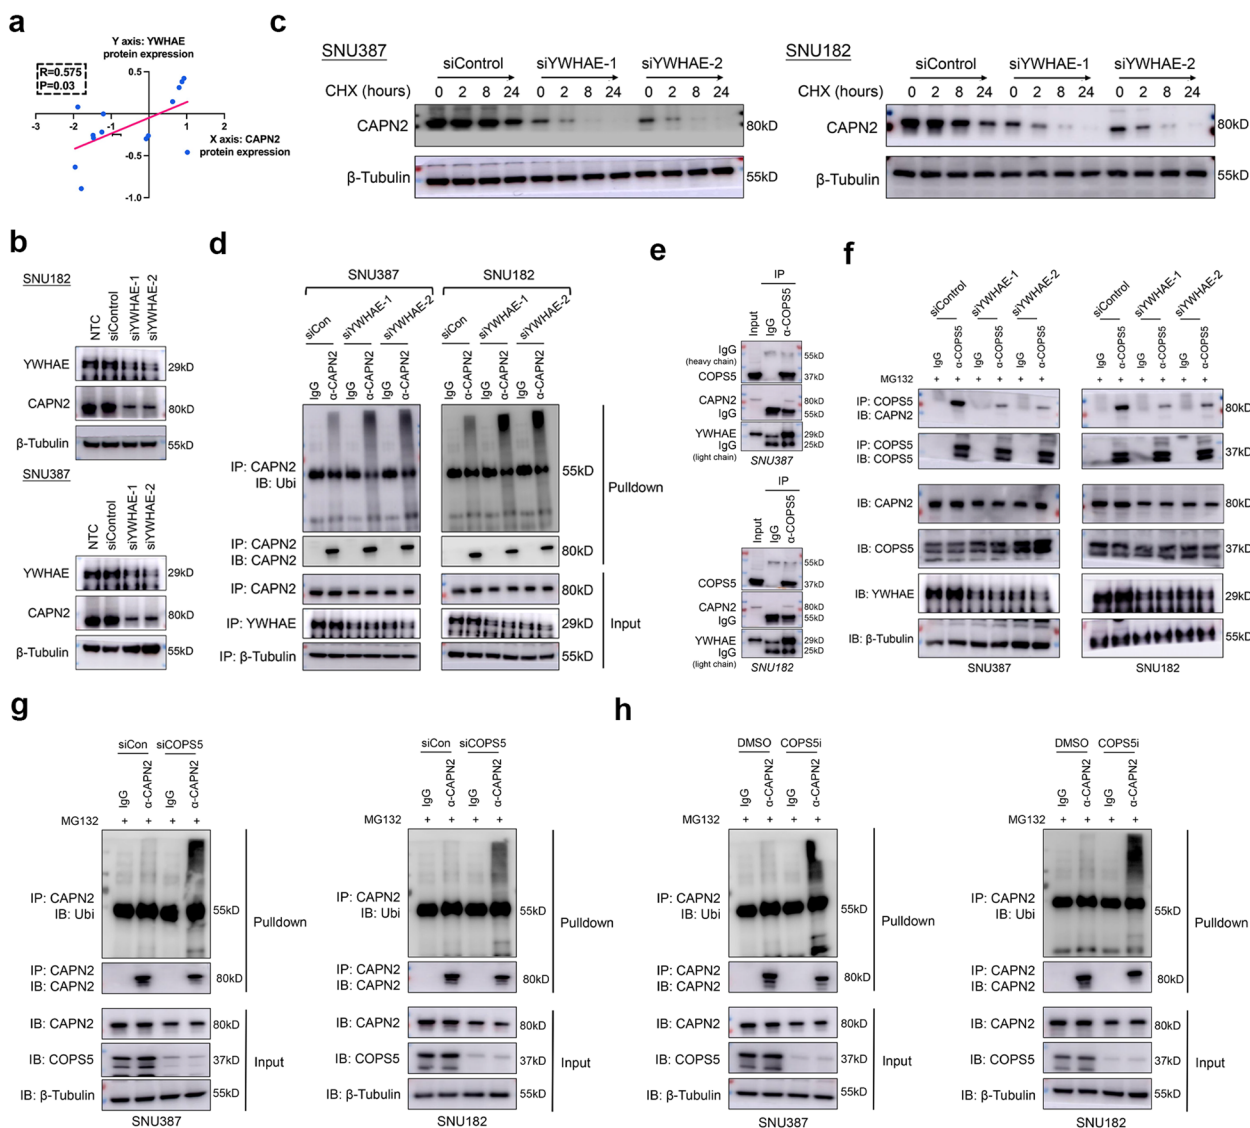 a
Y axis: YWHAE
protein expression
R=0.575
P=0.03
0.5
-3 -2 -1 0 1 2
-0.5
-1.0
X axis: CAPN2
protein expression
c
SNU387
siControl siYWHAE-1 siYWHAE-2
CHX (hours) 0 2 8 24 0 2 8 24 0 2 8 24
CAPN2 80kD
β-Tubulin 55kD
SNU182
siControl siYWHAE-1 siYWHAE-2
CHX (hours) 0 2 8 24 0 2 8 24 0 2 8 24
CAPN2 80kD
β-Tubulin 55kD
b
SNU182
NTC siControl siYWHAE-1 siYWHAE-2
YWHAE 29kD
CAPN2 80kD
β-Tubulin 55kD
SNU387
NTC siControl siYWHAE-1 siYWHAE-2
YWHAE 29kD
CAPN2 80kD
β-Tubulin 55kD
d
SNU387 SNU182
siCon siYWHAE-1 siYWHAE-2 siCon siYWHAE-1 siYWHAE-2
IgG α-CAPN2 IgG α-CAPN2 IgG α-CAPN2 IgG α-CAPN2 IgG α-CAPN2 IgG α-CAPN2
IP: CAPN2
IB: Ubi
55kD
Pulldown
IP: CAPN2
IB: CAPN2
80kD
IP: CAPN2 80kD
IP: YWHAE 29kD
Input
IP: β-Tubulin 55kD
e
IP
Input IgG α-COPS5
IgG
(heavy chain)
55kD
COPS5 37kD
CAPN2 80kD
IgG 55kD
YWHAE 29kD
IgG 25kD
(light chain)
SNU387
IP
Input IgG α-COPS5
55kD
COPS5 37kD
CAPN2 80kD
IgG 55kD
YWHAE 29kD
IgG 25kD
(light chain)
SNU182
f
siControl siYWHAE-1 siYWHAE-2 siControl siYWHAE-1 siYWHAE-2
IgG α-COPS5 IgG α-COPS5 IgG α-COPS5 IgG α-COPS5 IgG α-COPS5 IgG α-COPS5
MG132 + + + + + + + + + + + +
IP: COPS5
IB: CAPN2
80kD
IP: COPS5
IB: COPS5
37kD
IB: CAPN2 80kD
IB: COPS5 37kD
IB: YWHAE 29kD
IB: β-Tubulin 55kD
SNU387 SNU182
g
siCon siCOPS5
IgG α-CAPN2 IgG α-CAPN2
MG132 + + + +
IP: CAPN2
IB: Ubi
55kD
Pulldown
IP: CAPN2
IB: CAPN2
80kD
IB: CAPN2 80kD
IB: COPS5 37kD
Input
IB: β-Tubulin 55kD
SNU387
siCon siCOPS5
IgG α-CAPN2 IgG α-CAPN2
MG132 + + + +
IP: CAPN2
IB: Ubi
55kD
Pulldown
IP: CAPN2
IB: CAPN2
80kD
IB: CAPN2 80kD
IB: COPS5 37kD
Input
IB: β-Tubulin 55kD
SNU182
h
DMSO COPS5i
IgG α-CAPN2 IgG α-CAPN2
MG132 + + + +
IP: CAPN2
IB: Ubi
55kD
Pulldown
IP: CAPN2
IB: CAPN2
80kD
IB: CAPN2 80kD
IB: COPS5 37kD
Input
IB: β-Tubulin 55kD
SNU387
DMSO COPS5i
IgG α-CAPN2 IgG α-CAPN2
MG132 + + + +
IP: CAPN2
IB: Ubi
55kD
Pulldown
IP: CAPN2
IB: CAPN2
80kD
IB: CAPN2 80kD
IB: COPS5 37kD
Input
IB: β-Tubulin 55kD
SNU182